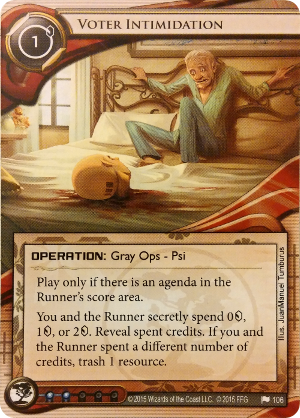 1
VOTER INTIMIDATION
OPERATION: Gray Ops - Psi
Play only if there is an agenda in the
Runner's score area.
You and the Runner secretly spend 0,
1, or 2. Reveal spent credits. If you and
the Runner spent a different number of
credits, trash 1 resource.
Illus. JuanManuel Tumburus
©2015 Wizards of the Coast LLC. ©2015 FFG
106